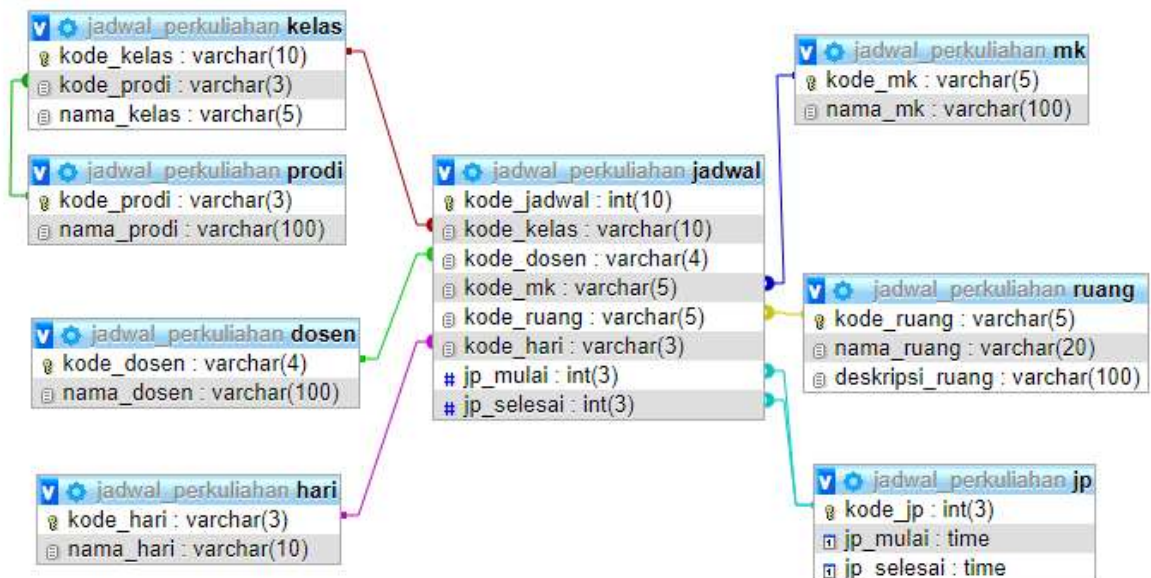 jadwal_perkuliahan kelas
kode_kelas : varchar(10)
kode_prodi : varchar(3)
nama_kelas : varchar(5)
jadwal_perkuliahan prodi
kode_prodi : varchar(3)
nama_prodi : varchar(100)
jadwal_perkuliahan dosen
kode_dosen : varchar(4)
nama_dosen : varchar(100)
jadwal_perkuliahan hari
kode_hari : varchar(3)
nama_hari : varchar(10)
jadwal_perkuliahan jadwal
kode_jadwal : int(10)
kode_kelas : varchar(10)
kode_dosen : varchar(4)
kode_mk : varchar(5)
kode_ruang : varchar(5)
kode_hari : varchar(3)
# jp_mulai : int(3)
# jp_selesai : int(3)
jadwal_perkuliahan mk
kode_mk : varchar(5)
nama_mk : varchar(100)
jadwal_perkuliahan ruang
kode_ruang : varchar(5)
nama_ruang : varchar(20)
deskripsi_ruang : varchar(100)
jadwal_perkuliahan jp
kode_jp : int(3)
jp_mulai : time
jp_selesai : time